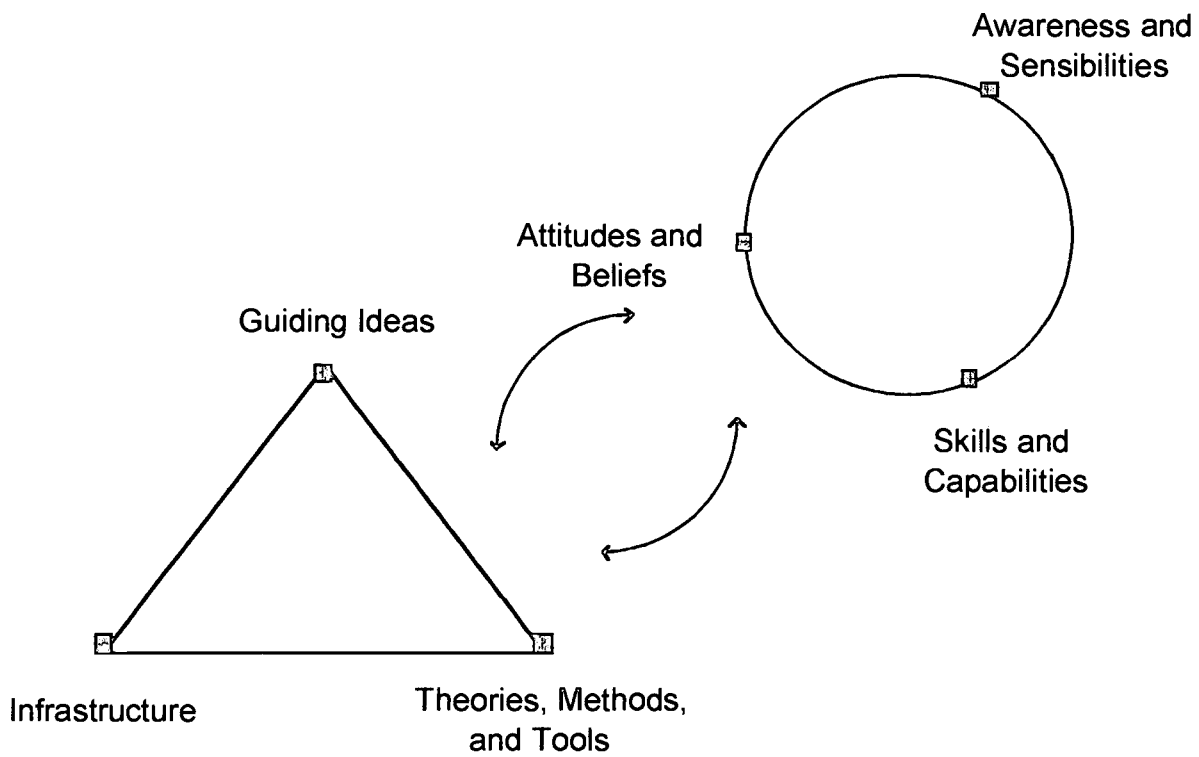 Awareness and
Sensibilities
Attitudes and
Beliefs
Guiding Ideas
Skills and
Capabilities
Infrastructure
Theories, Methods,
and Tools